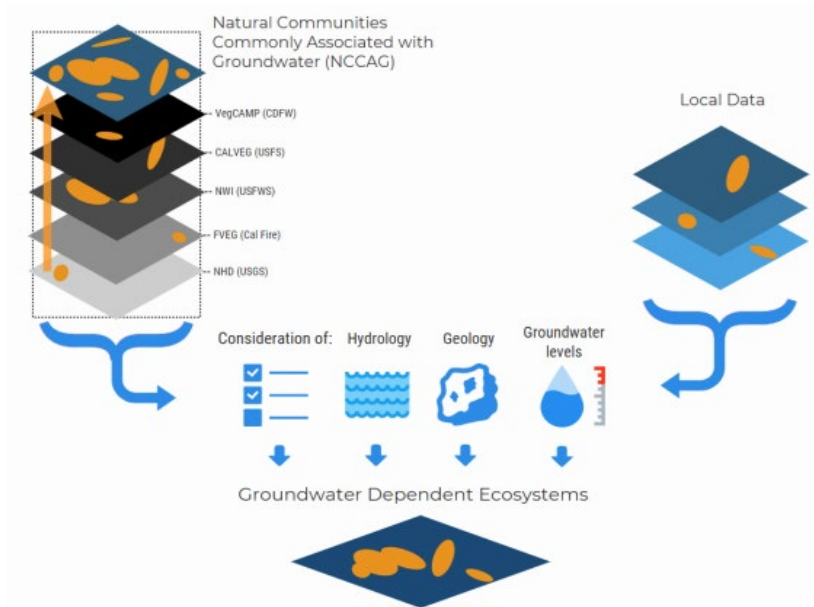 Natural Communities
Commonly Associated with
Groundwater (NCCAG)
VegCAMP (CDFW)
CALVEG (USFS)
NWI (USFWS)
FVEG (Cal Fire)
NHD (USGS)
Local Data
Consideration of:
Hydrology
Geology
Groundwater
levels
Groundwater Dependent Ecosystems